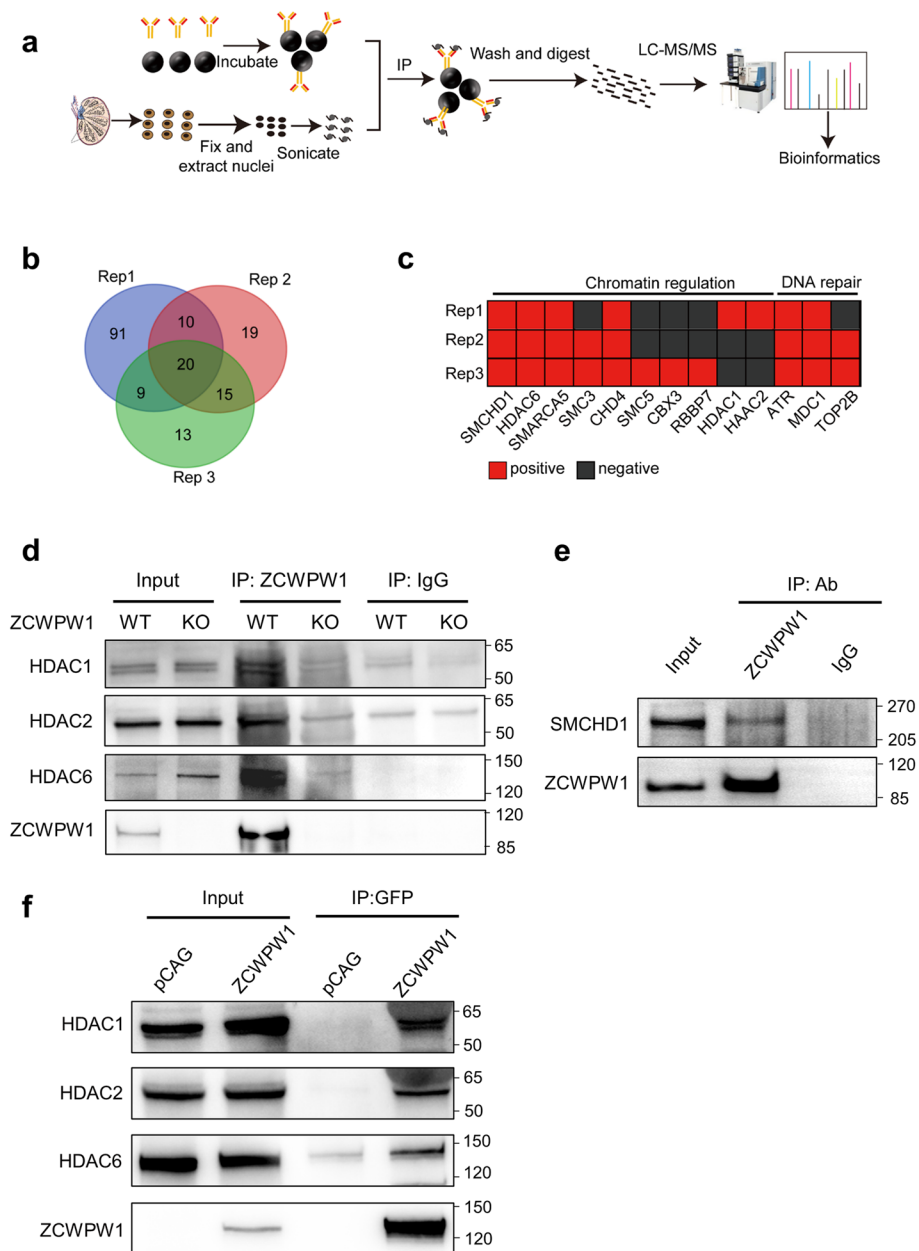 a
Incubate
IP
Wash and digest
LC-MS/MS
Fix and
extract nuclei
Sonicate
Bioinformatics
b
Rep1
Rep 2
91
10
19
20
9
15
13
Rep 3
c
Chromatin regulation
DNA repair
Rep1
Rep2
Rep3
SMCHD1
HDAC6
SMARCA5
SMC3
CHD4
SMC5
CBX3
RBBP7
HDAC1
HAAC2
ATR
MDC1
TOP2B
positive
negative
d
Input
IP: ZCWPW1
IP: IgG
ZCWPW1 WT KO WT KO WT KO
HDAC1
65
50
HDAC2
65
50
HDAC6
150
120
ZCWPW1
120
85
e
IP: Ab
Input
ZCWPW1
IgG
SMCHD1
270
205
ZCWPW1
120
85
f
Input
IP:GFP
pCAG
ZCWPW1
pCAG
ZCWPW1
HDAC1
65
50
HDAC2
65
50
HDAC6
150
120
ZCWPW1
150
120